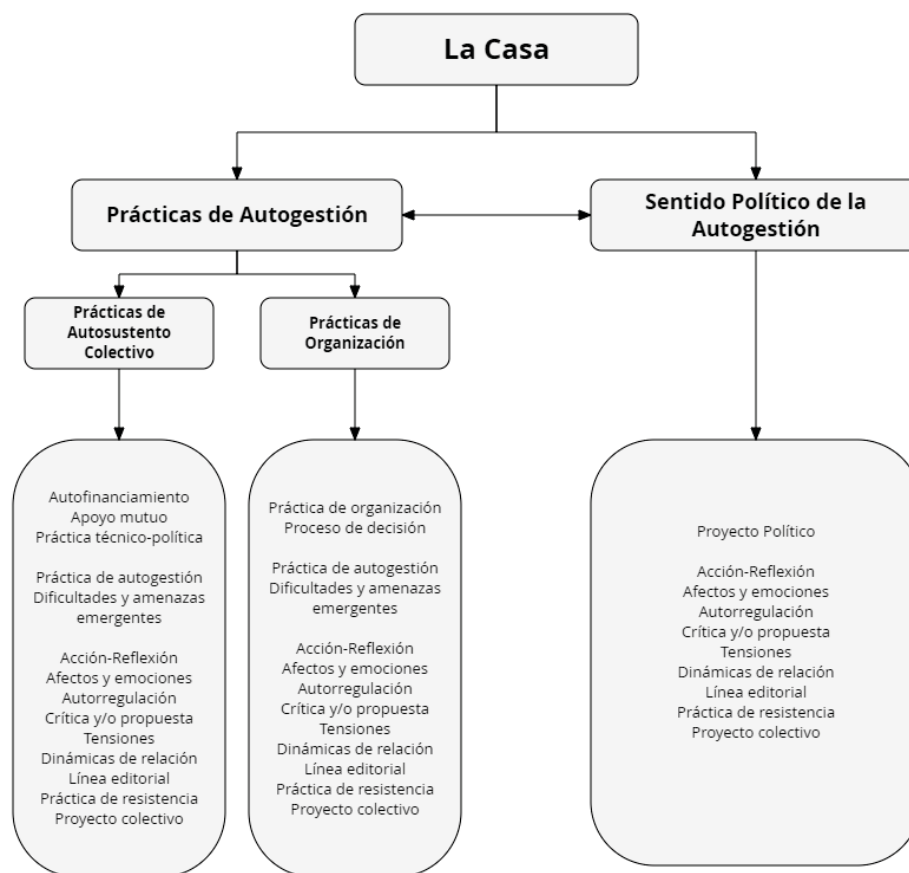 La Casa
Prácticas de Autogestión
Sentido Político de la
Autogestión
Prácticas de
Autosustento
Colectivo
Prácticas de
Organización
Autofinanciamiento
Apoyo mutuo
Práctica técnico-política
Práctica de autogestión
Dificultades y amenazas
emergentes
Acción-Reflexión
Afectos y emociones
Autorregulación
Crítica y/o propuesta
Tensiones
Dinámicas de relación
Línea editorial
Práctica de resistencia
Proyecto colectivo
Práctica de organización
Proceso de decisión
Práctica de autogestión
Dificultades y amenazas
emergentes
Acción-Reflexión
Afectos y emociones
Autorregulación
Crítica y/o propuesta
Tensiones
Dinámicas de relación
Línea editorial
Práctica de resistencia
Proyecto colectivo
Proyecto Político
Acción-Reflexión
Afectos y emociones
Autorregulación
Crítica y/o propuesta
Tensiones
Dinámicas de relación
Línea editorial
Práctica de resistencia
Proyecto colectivo